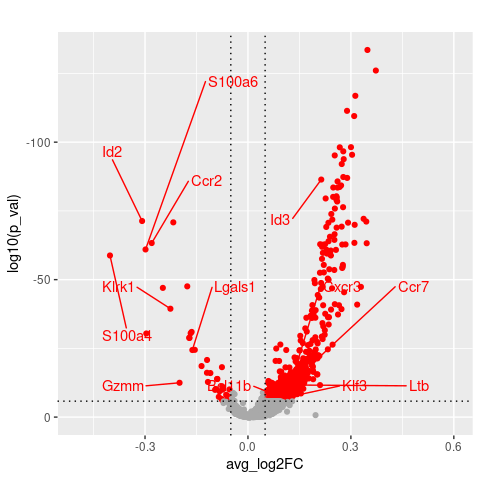 S100a6
Id2
Ccr2
Id3
Klrk1
Lgals1
Cxcr3
Ccr7
S100a4
Gzmm
Bcl11b
Klf3
Ltb
-100
-50
0
-0.3
0.0
0.3
0.6
avg_log2FC
log10(p_val)